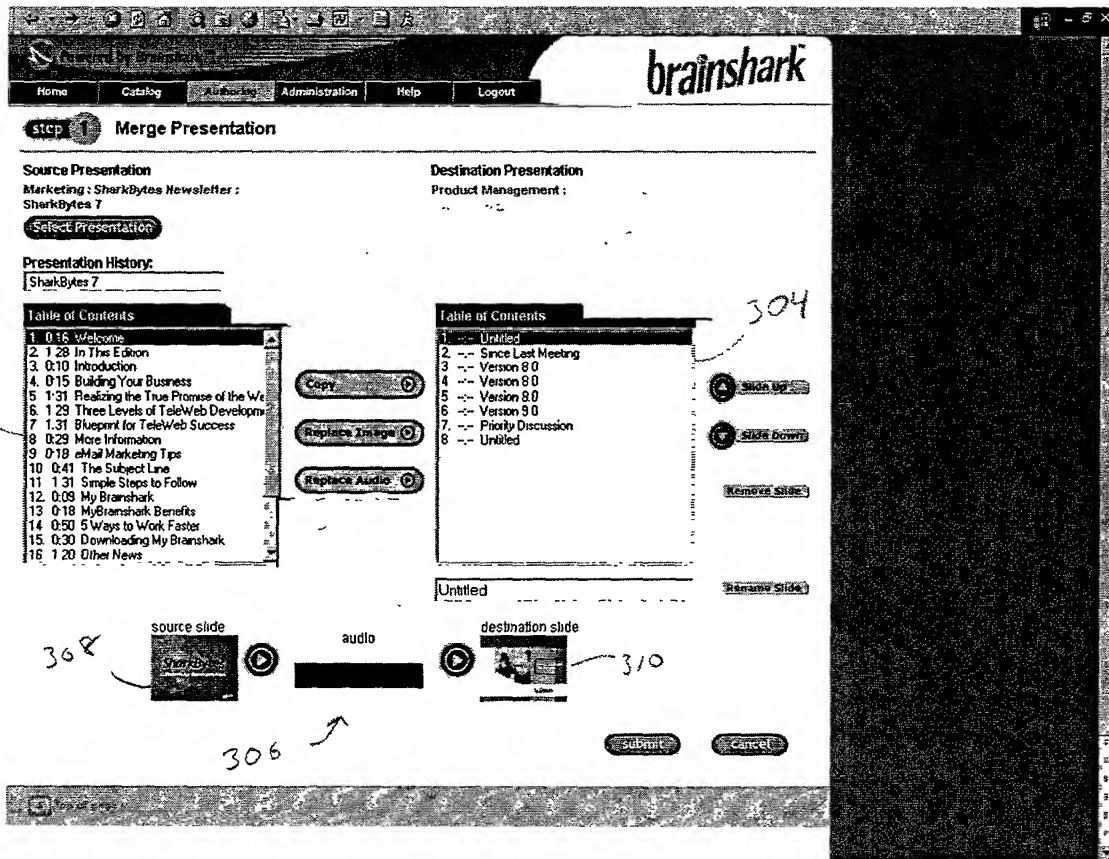 Powered by Brainshark
brainshark
Home Catalog Authoring Administration Help Logout
step 1 Merge Presentation
Source Presentation
Marketing : SharkBytes Newsletter :
SharkBytes 7
Select Presentation
Destination Presentation
Product Management :
Presentation History:
SharkBytes 7
Table of Contents
1. 0:16 Welcome
2. 1 28 In This Edition
3. 0:10 Introduction
4. 0:15 Building Your Business
5 1:31 Realizing the True Promise of the We
6. 1 29 Three Levels of TeleWeb Developme
7 1.31 Blueprint for TeleWeb Success
8 0:29 More Information
9 0:18 eMail Marketing Tips
10 0:41 The Subject Line
11 1 31 Simple Steps to Follow
12. 0:09 My Brainshark
13 0:18 MyBrainshark Benefits
14 0:50 5 Ways to Work Faster
15. 0:30 Downloading My Brainshark
16 1 20 Other News
Copy
Replace Image
Replace Audio
Table of Contents
1. -:- Untitled
2. -:- Since Last Meeting
3 -:- Version 8 0
4 -:- Version 8 0
5 -:- Version 8.0
6 -:- Version 9 0
7. -:- Priority Discussion
8 -:- Untitled
304
Slide Up
Slide Down
Remove Slide
Untitled
Rename Slide
source slide
audio
destination slide
308
SharkBytes
310
306
submit
cancel
top of page